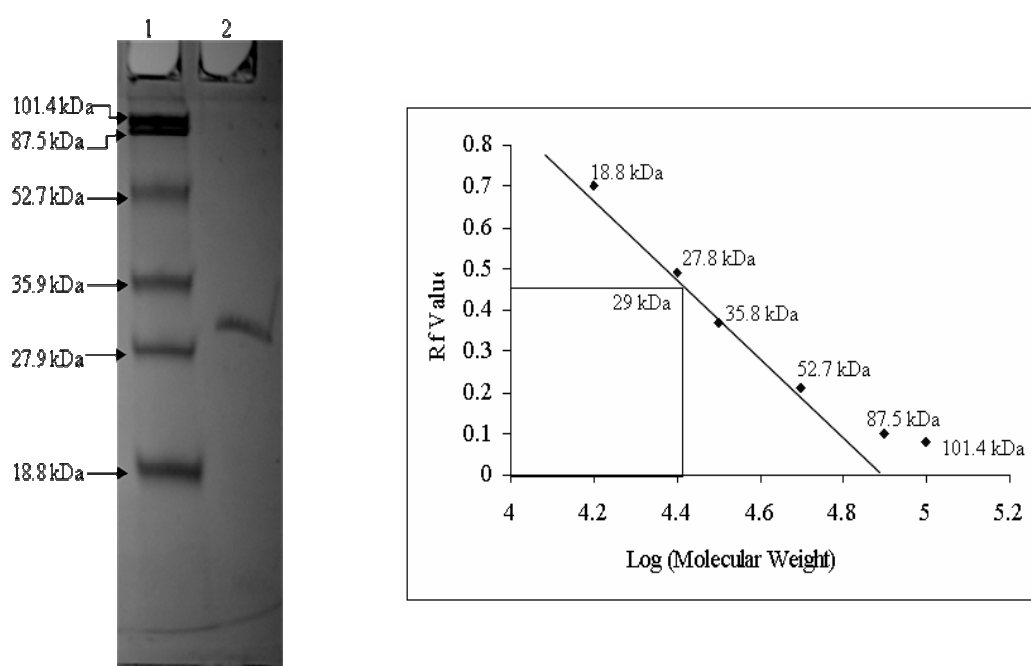 1 2
101.4 kDa
87.5 kDa
52.7 kDa
35.9 kDa
27.9 kDa
18.8 kDa
Rf Value
0.8
0.7
0.6
0.5
0.4
0.3
0.2
0.1
0
18.8 kDa
27.8 kDa
29 kDa
35.8 kDa
52.7 kDa
87.5 kDa
101.4 kDa
4 4.2 4.4 4.6 4.8 5 5.2
Log (Molecular Weight)